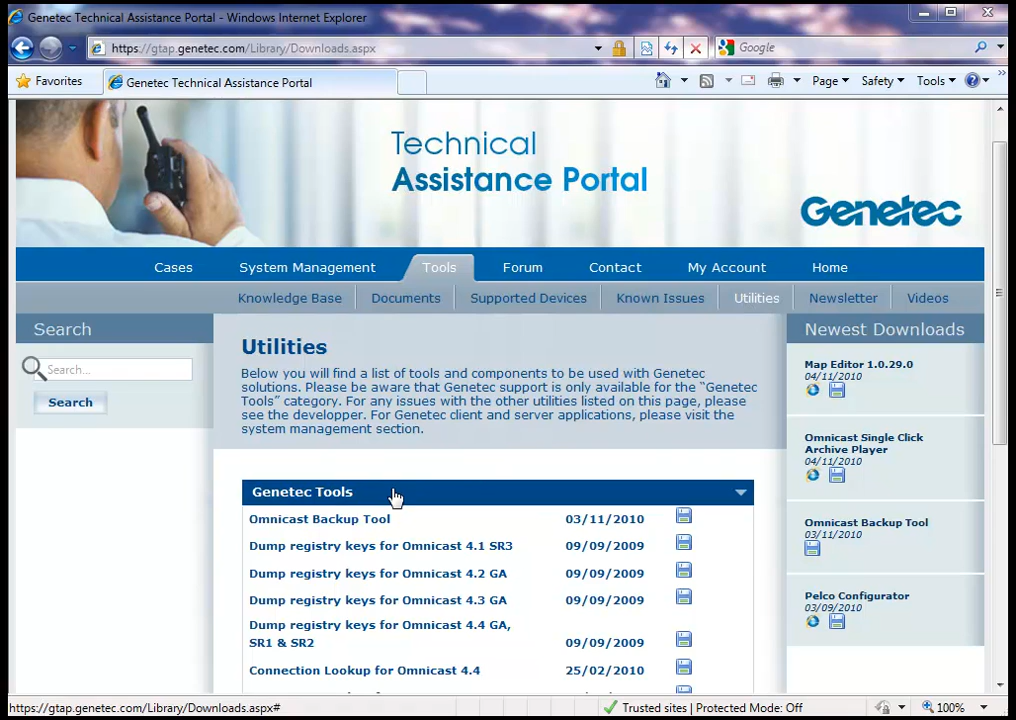 Genetec Technical Assistance Portal - Windows Internet Explorer
https://gtap.genetec.com/Library/Downloads.aspx
Google
Favorites
Genetec Technical Assistance Portal
Page
Safety
Tools
Technical
Assistance Portal
Genetec
Cases
System Management
Tools
Forum
Contact
My Account
Home
Knowledge Base
Documents
Supported Devices
Known Issues
Utilities
Newsletter
Videos
Search
Search...
Search
Utilities
Below you will find a list of tools and components to be used with Genetec
solutions. Please be aware that Genetec support is only available for the “Genetec
Tools” category. For any issues with the other utilities listed on this page, please
see the developper. For Genetec client and server applications, please visit the
system management section.
Genetec Tools
Omnicast Backup Tool 03/11/2010
Dump registry keys for Omnicast 4.1 SR3 09/09/2009
Dump registry keys for Omnicast 4.2 GA 09/09/2009
Dump registry keys for Omnicast 4.3 GA 09/09/2009
Dump registry keys for Omnicast 4.4 GA,
SR1 & SR2 09/09/2009
Connection Lookup for Omnicast 4.4 25/02/2010
Newest Downloads
Map Editor 1.0.29.0
04/11/2010
Omnicast Single Click
Archive Player
04/11/2010
Omnicast Backup Tool
03/11/2010
Pelco Configurator
03/09/2010
https://gtap.genetec.com/Library/Downloads.aspx#
Trusted sites | Protected Mode: Off
100%